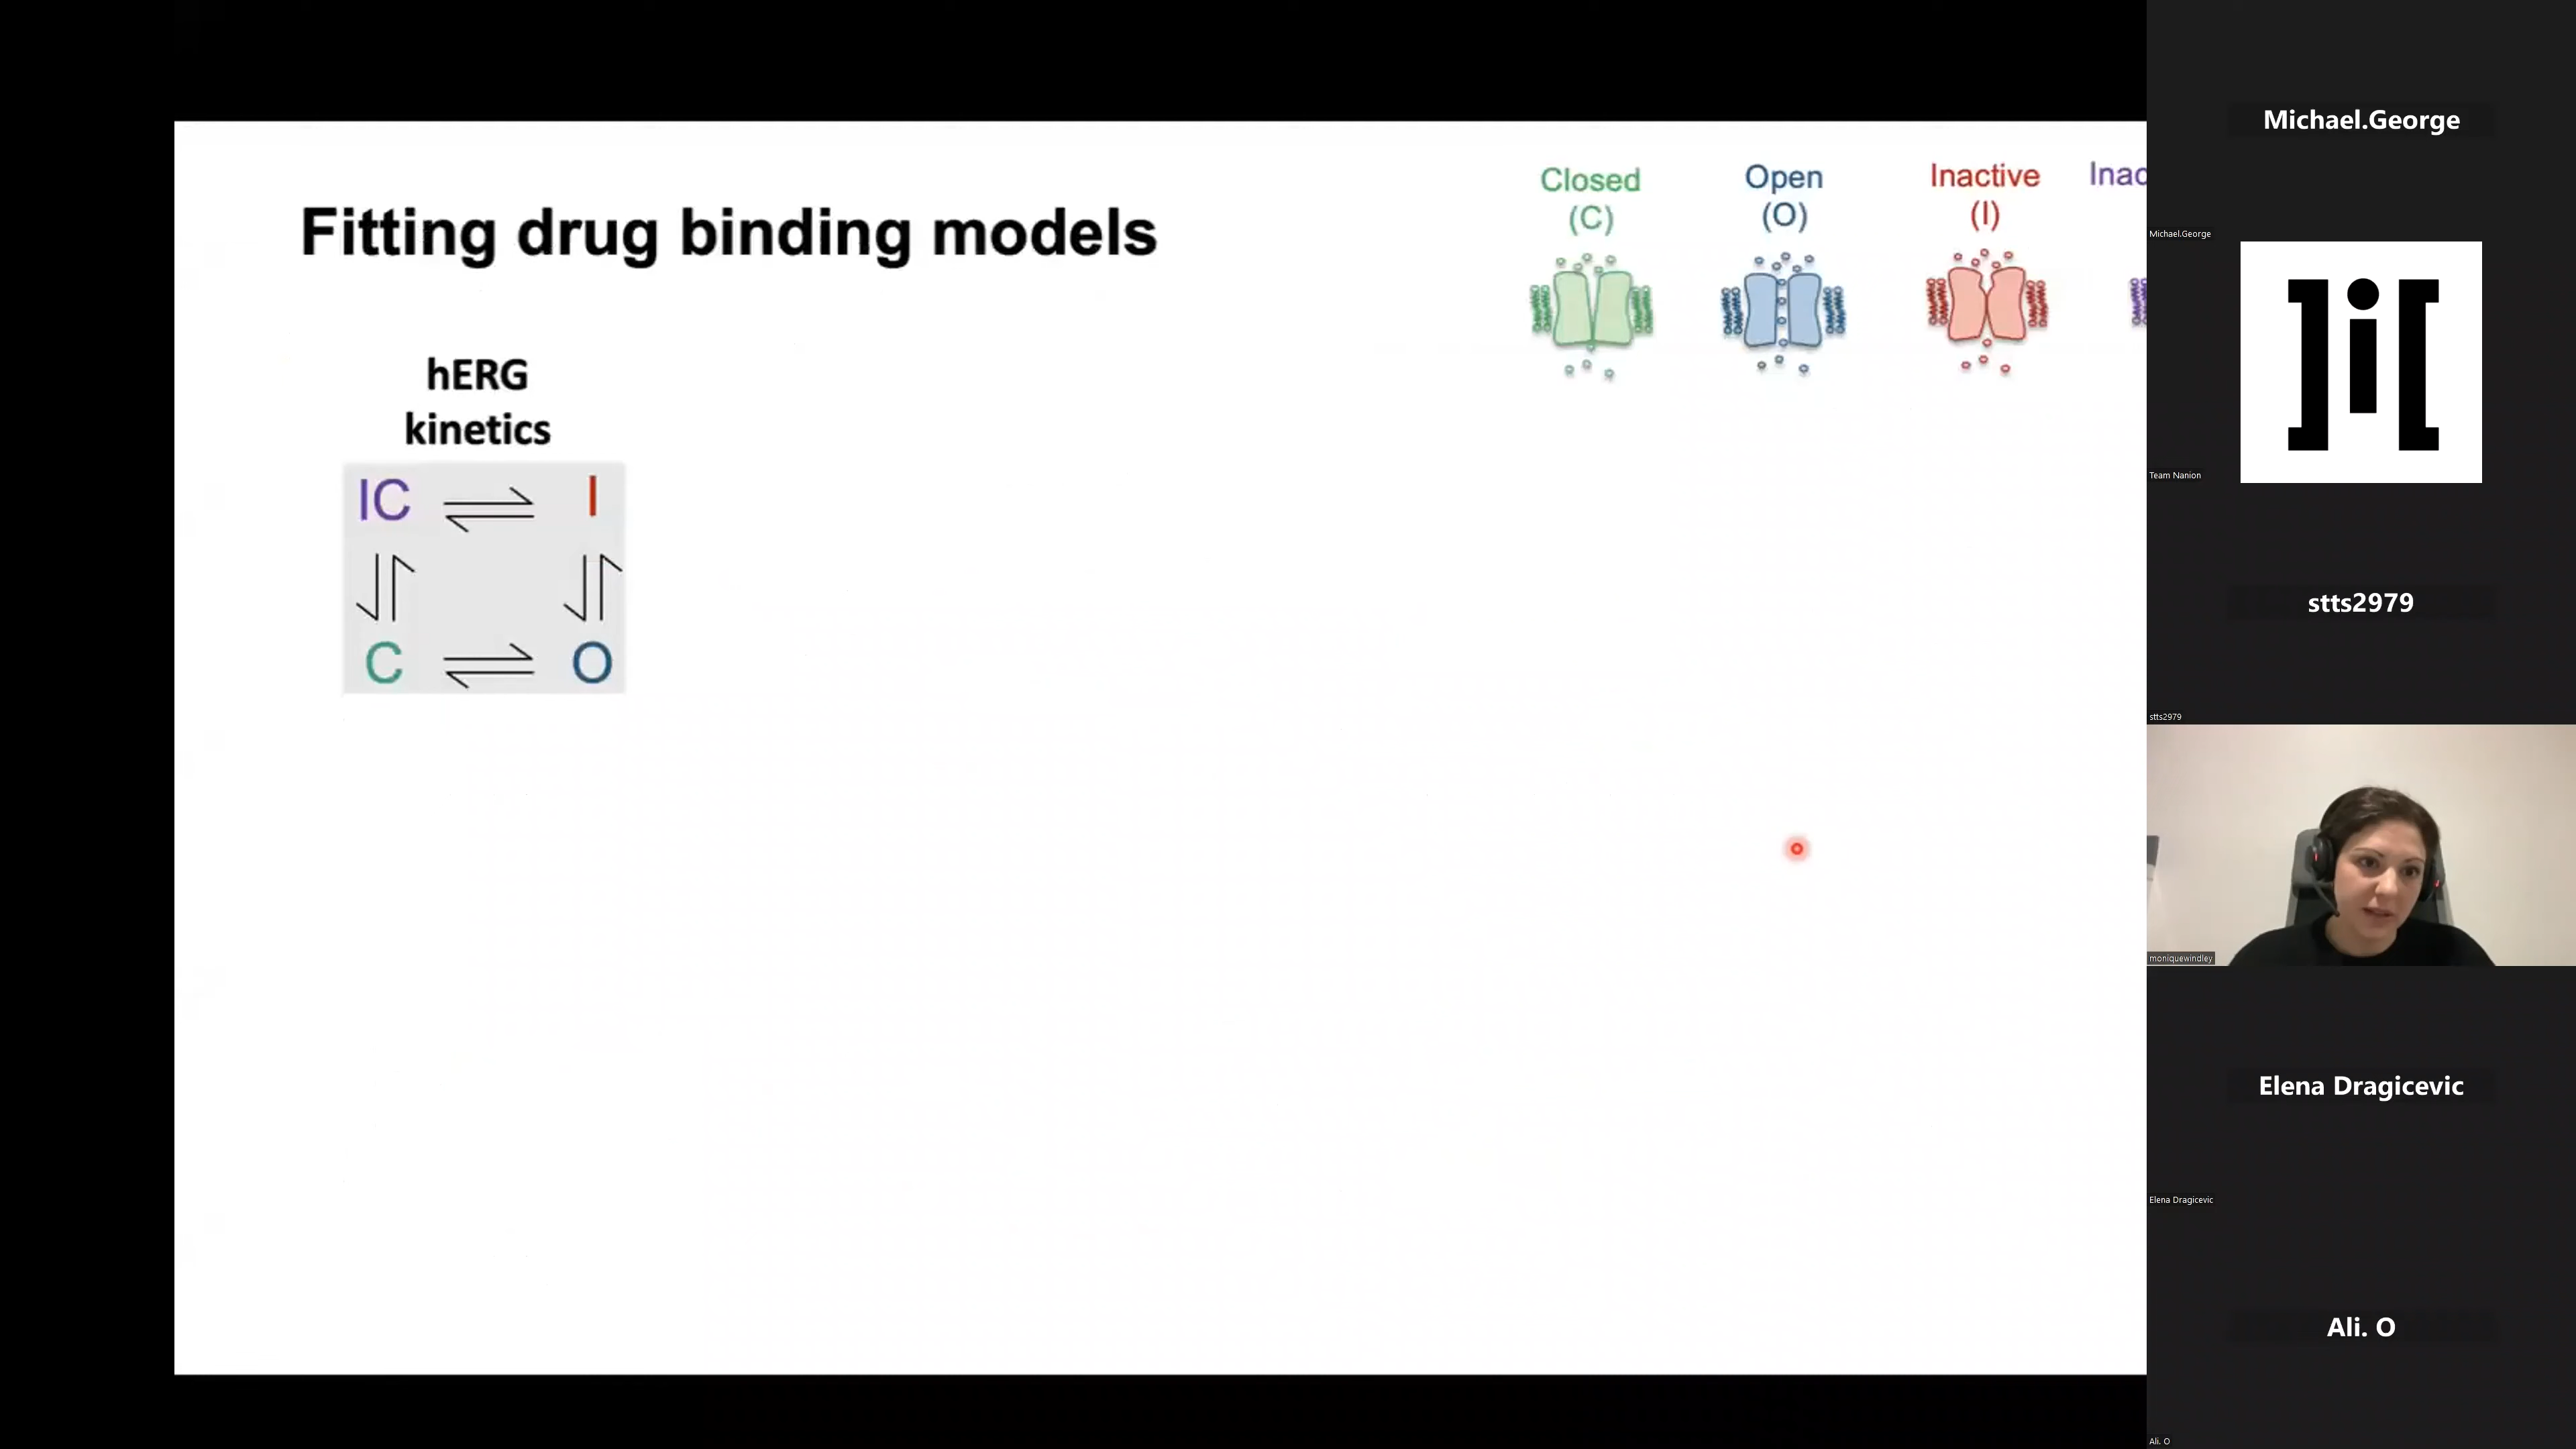 Fitting drug binding models
Closed
(C)
Open
(O)
Inactive
(I)
Inac
hERG
kinetics
IC
I
C
O
Michael.George
Michael.George
]i[
Team Nanion
stts2979
stts2979
moniquewindley
Elena Dragicevic
Elena Dragicevic
Ali. O
Ali. O